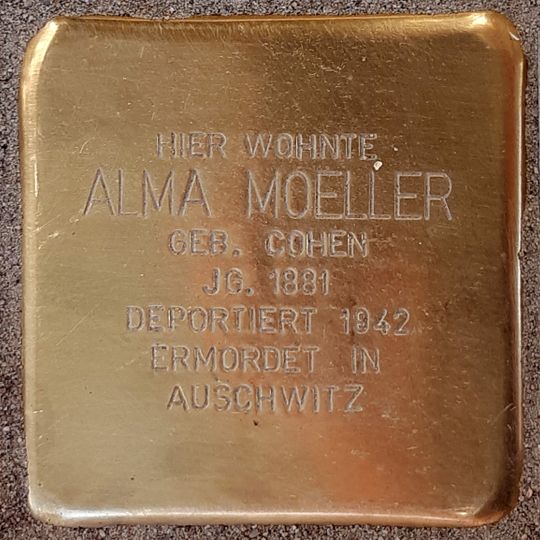 HIER WOHNTE
ALMA MOELLER
GEB. COHEN
JG. 1881
DEPORTIERT 1942
ERMORDET IN
AUSCHWITZ